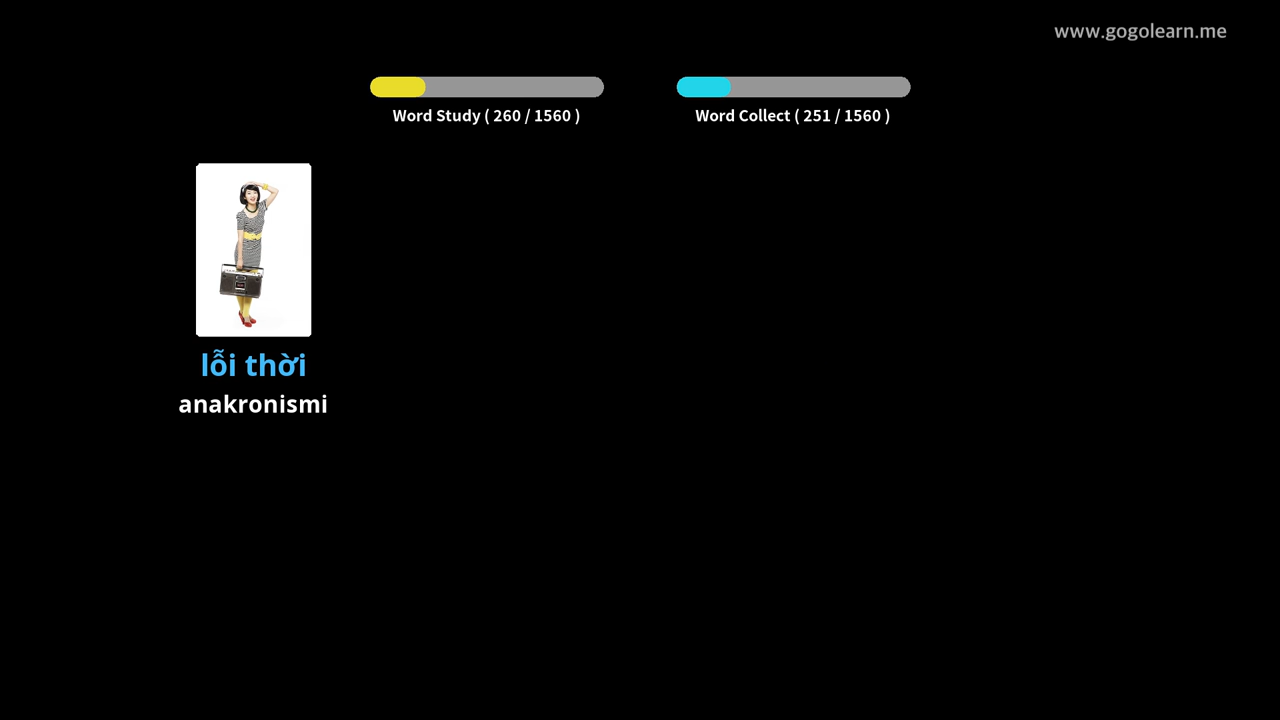 www.gogolearn.me
Word Study ( 260 / 1560 )
Word Collect ( 251 / 1560 )
lỗi thời
anakronismi